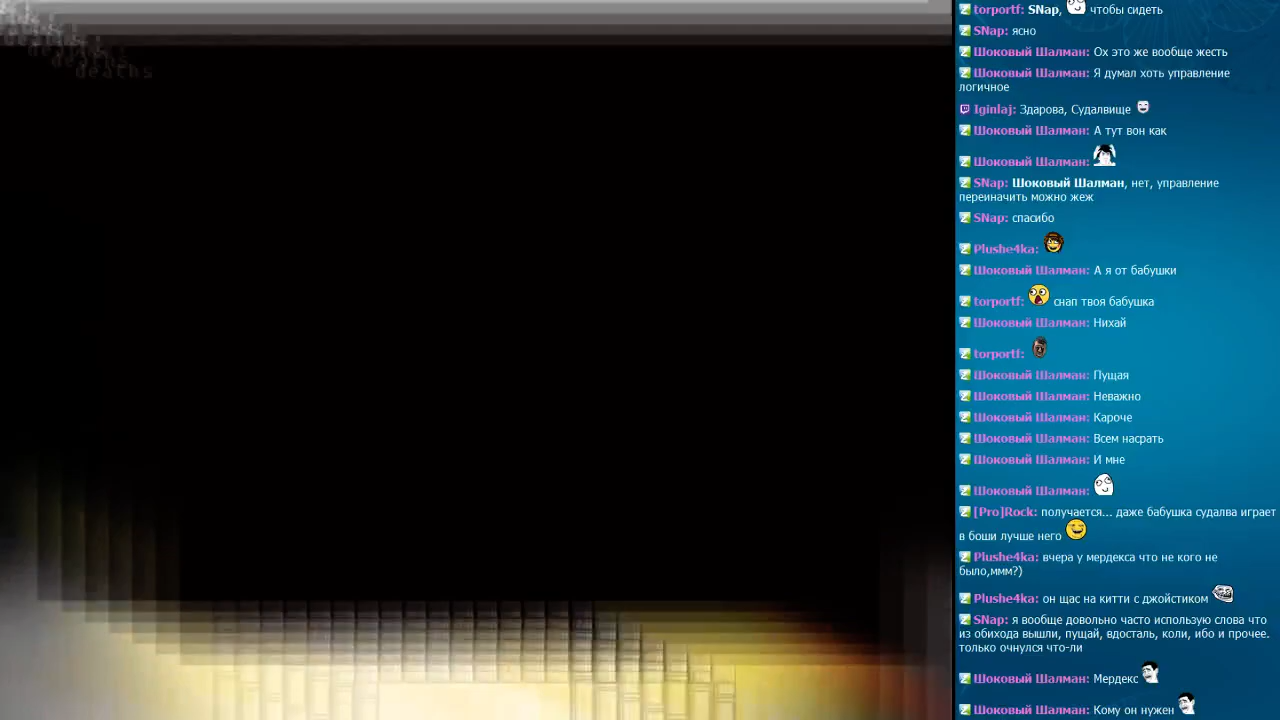 deaths
torportf: SNap, чтобы сидеть
SNap: ясно
Шоковый Шалман: Ох это же вообще жесть
Шоковый Шалман: Я думал хоть управление
логичное
Iginlaj: Здарова, Судалвище
Шоковый Шалман: А тут вон как
Шоковый Шалман:
SNap: Шоковый Шалман, нет, управление
переиначить можно жеж
SNap: спасибо
Plushe4ka:
Шоковый Шалман: А я от бабушки
torportf: снап твоя бабушка
Шоковый Шалман: Нихай
torportf:
Шоковый Шалман: Пущая
Шоковый Шалман: Неважно
Шоковый Шалман: Кароче
Шоковый Шалман: Всем насрать
Шоковый Шалман: И мне
Шоковый Шалман:
[Pro]Rock: получается... даже бабушка судалва играет
в боши лучше него
Plushe4ka: вчера у мердекса что не кого не
было,ммм?)
Plushe4ka: он щас на китти с джойстиком
SNap: я вообще довольно часто использую слова что
из обихода вышли, пущай, вдосталь, коли, ибо и прочее.
только очнулся что-ли
Шоковый Шалман: Мердекс
Шоковый Шалман: Кому он нужен